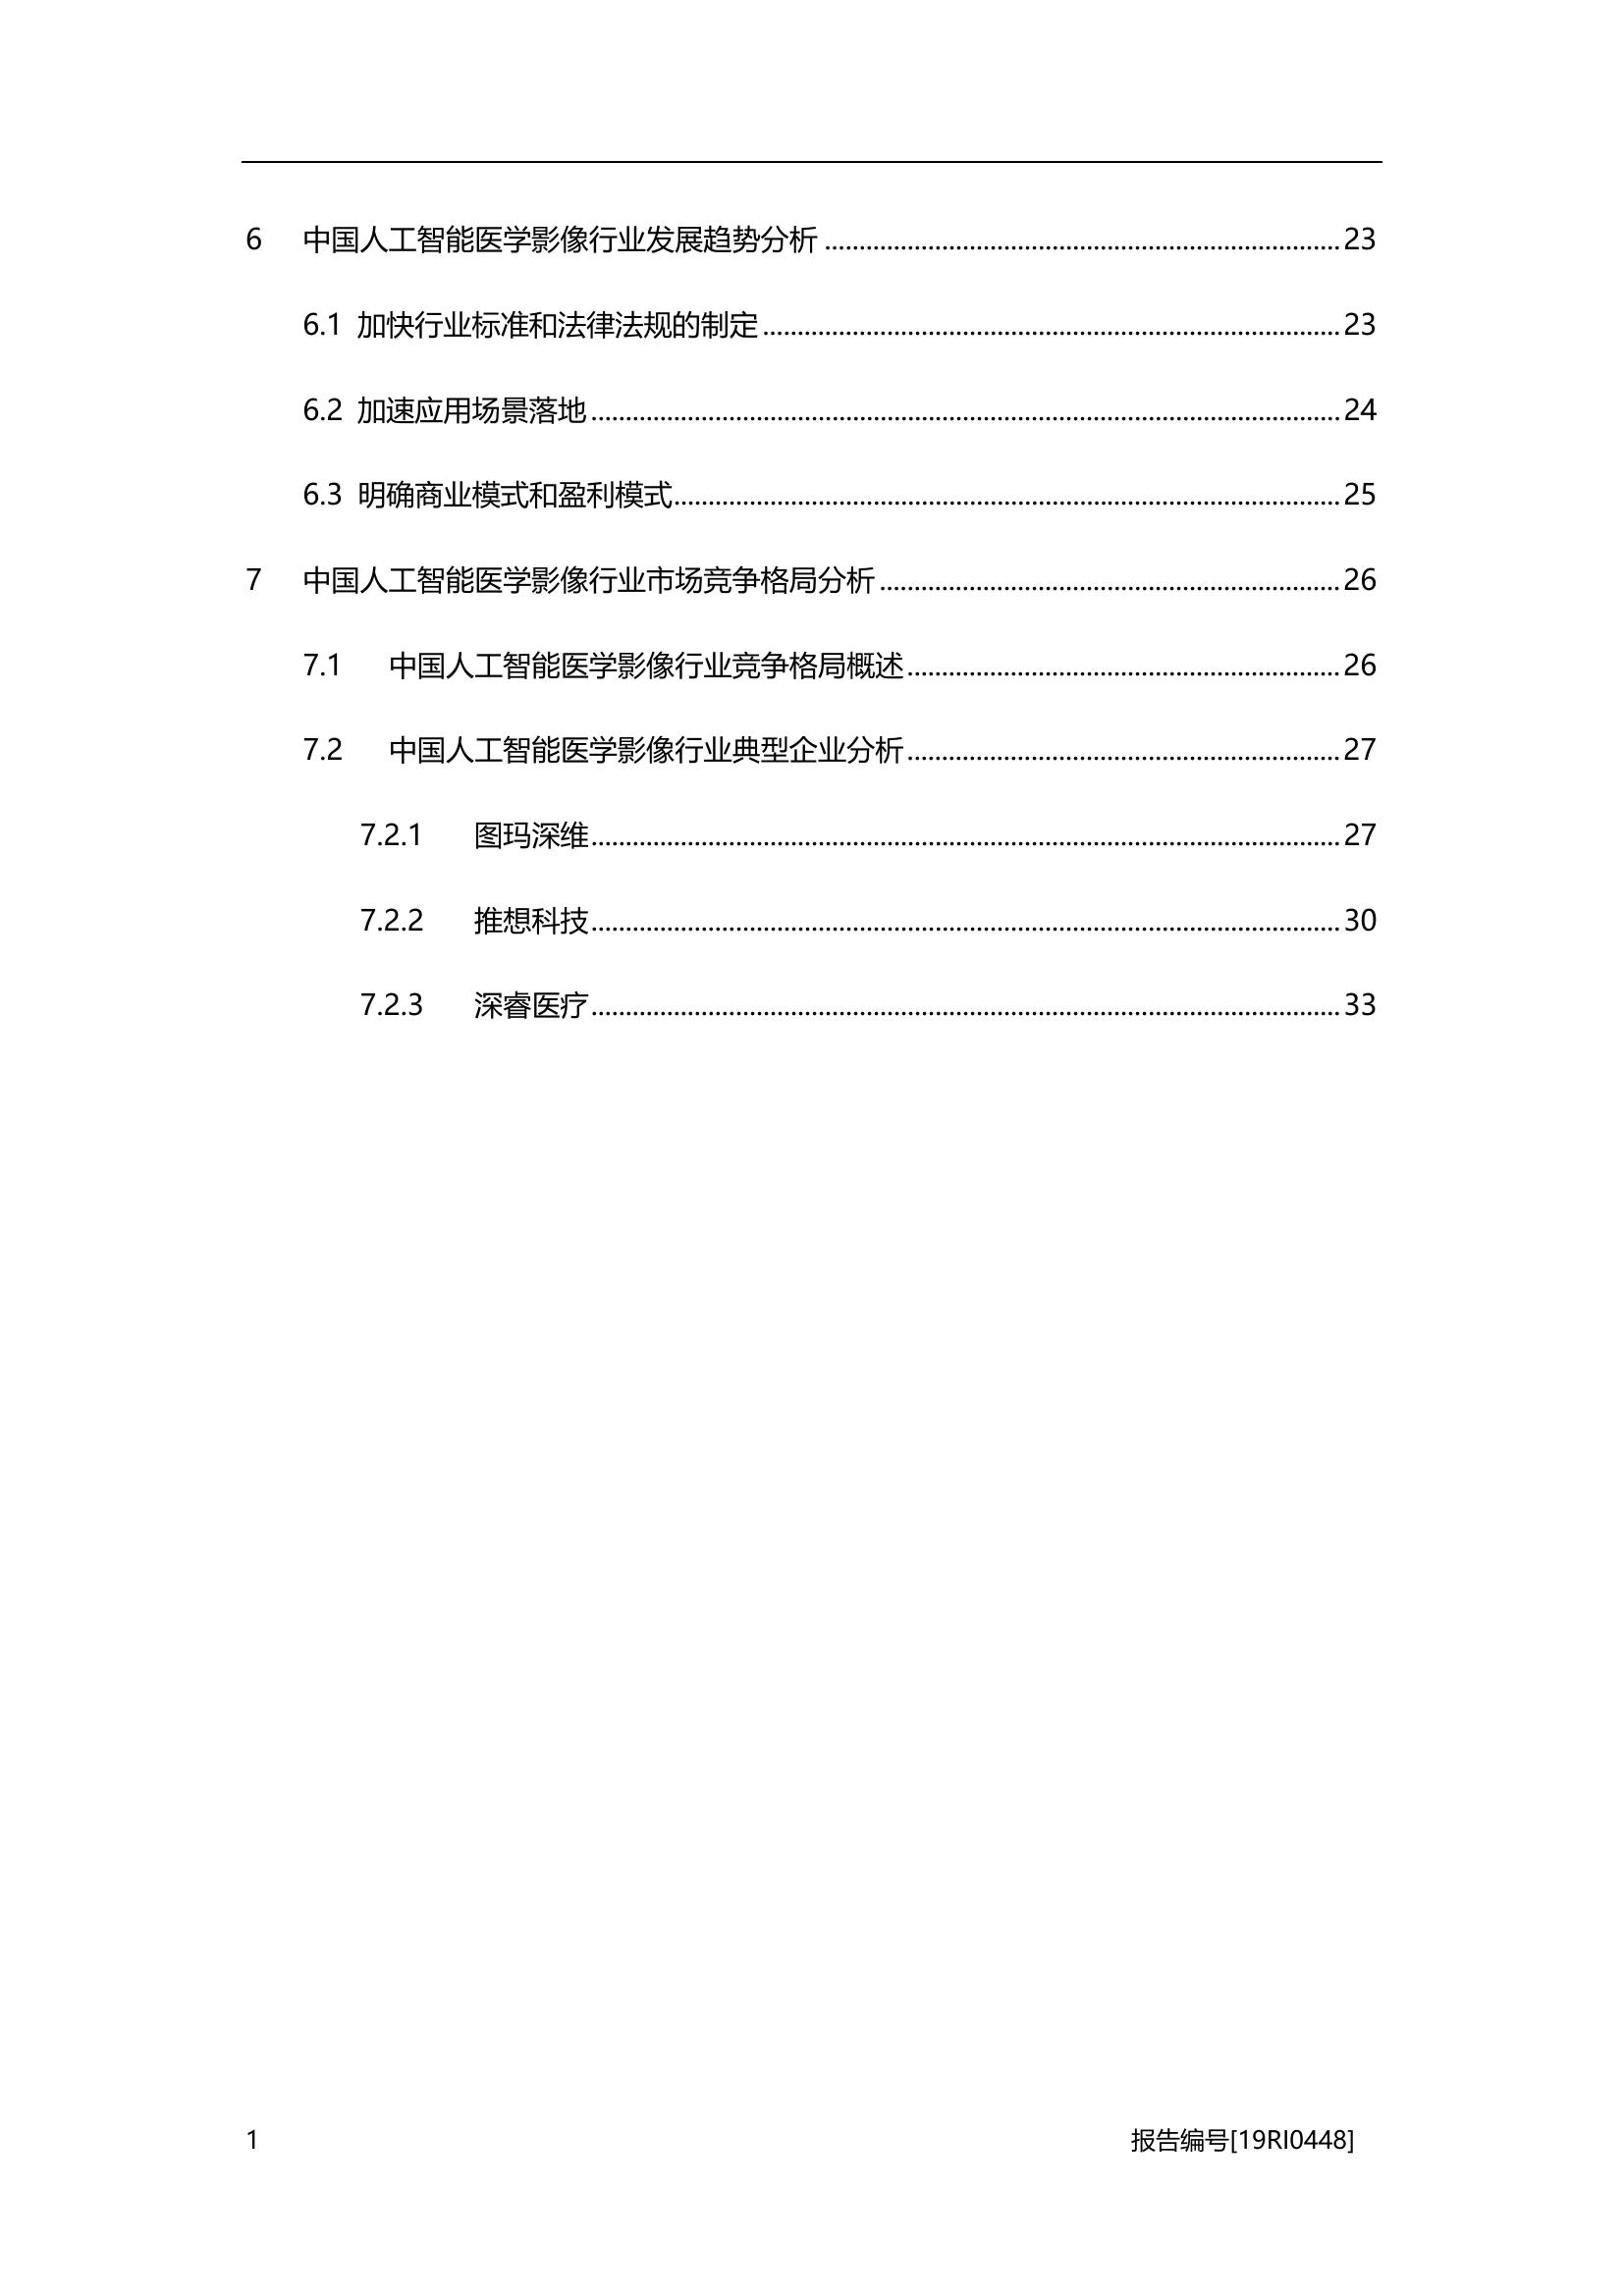 6 中国人工智能医学影像行业发展趋势分析 ........................................ 23
6.1 加快行业标准和法律法规的制定 ........................................ 23
6.2 加速应用场景落地 ........................................ 24
6.3 明确商业模式和盈利模式 ........................................ 25
7 中国人工智能医学影像行业市场竞争格局分析 ........................................ 26
7.1 中国人工智能医学影像行业竞争格局概述 ........................................ 26
7.2 中国人工智能医学影像行业典型企业分析 ........................................ 27
7.2.1 图玛深维 ........................................ 27
7.2.2 推想科技 ........................................ 30
7.2.3 深睿医疗 ........................................ 33
1 报告编号[19RI0448]